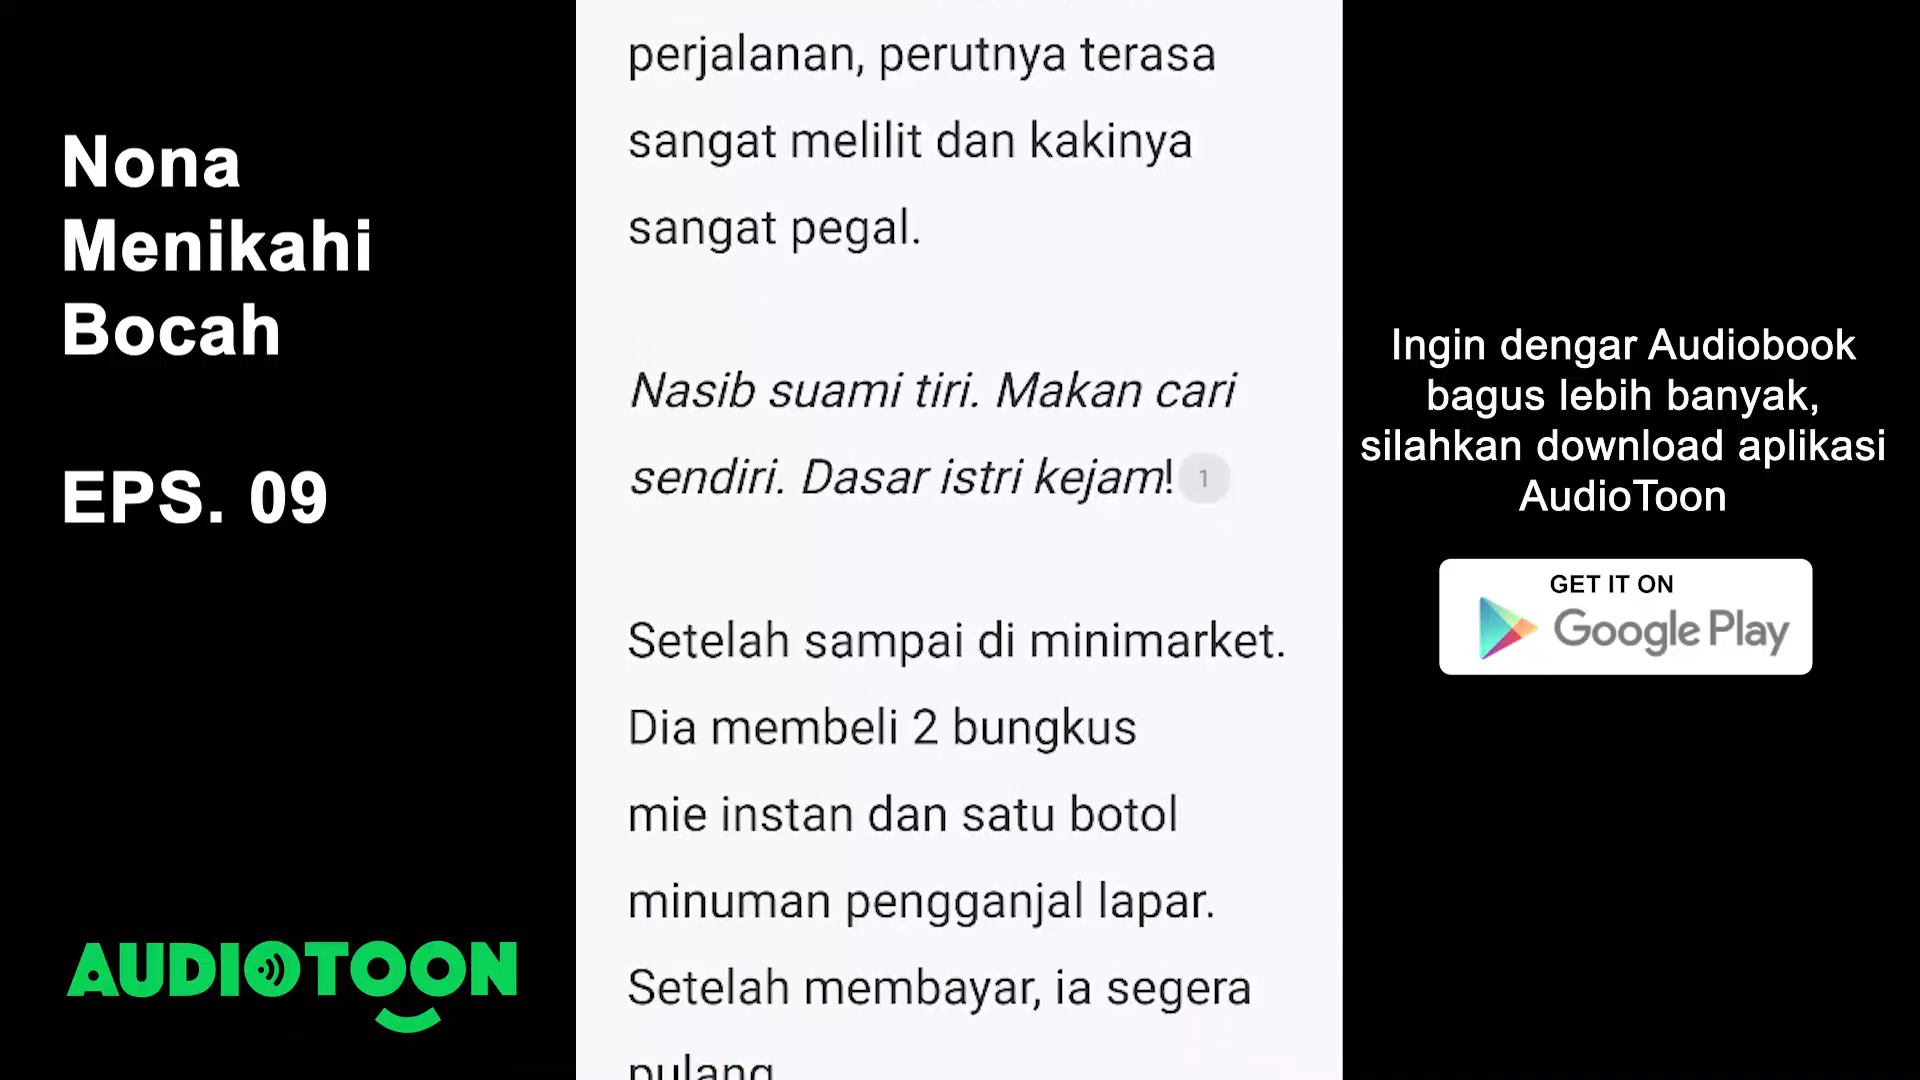 Nona
Menikahi
Bocah
EPS. 09
AUDIOTOON
perjalanan, perutnya terasa
sangat melilit dan kakinya
sangat pegal.
Nasib suami tiri. Makan cari
sendiri. Dasar istri kejam! 1
Setelah sampai di minimarket.
Dia membeli 2 bungkus
mie instan dan satu botol
minuman pengganjal lapar.
Setelah membayar, ia segera
pulang
Ingin dengar Audiobook
bagus lebih banyak,
silahkan download aplikasi
AudioToon
GET IT ON
Google Play